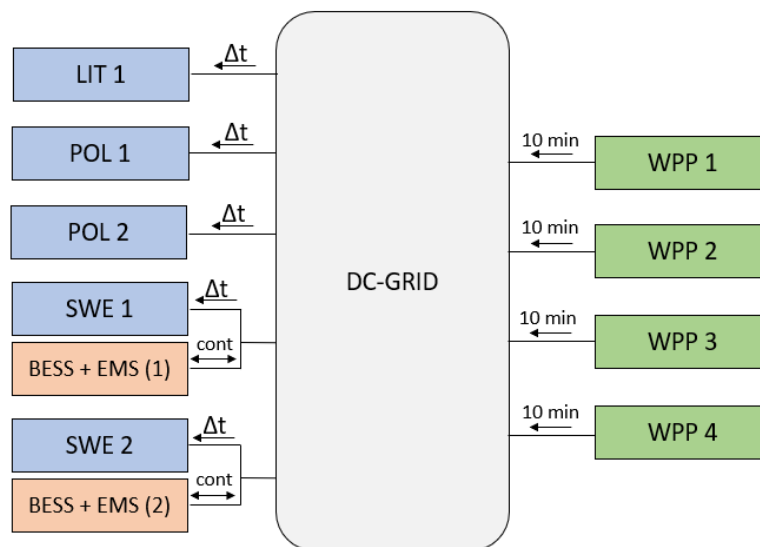 LIT 1
Δt
POL 1
Δt
POL 2
Δt
SWE 1
Δt
BESS + EMS (1)
cont
SWE 2
Δt
BESS + EMS (2)
cont
DC-GRID
10 min
WPP 1
10 min
WPP 2
10 min
WPP 3
10 min
WPP 4